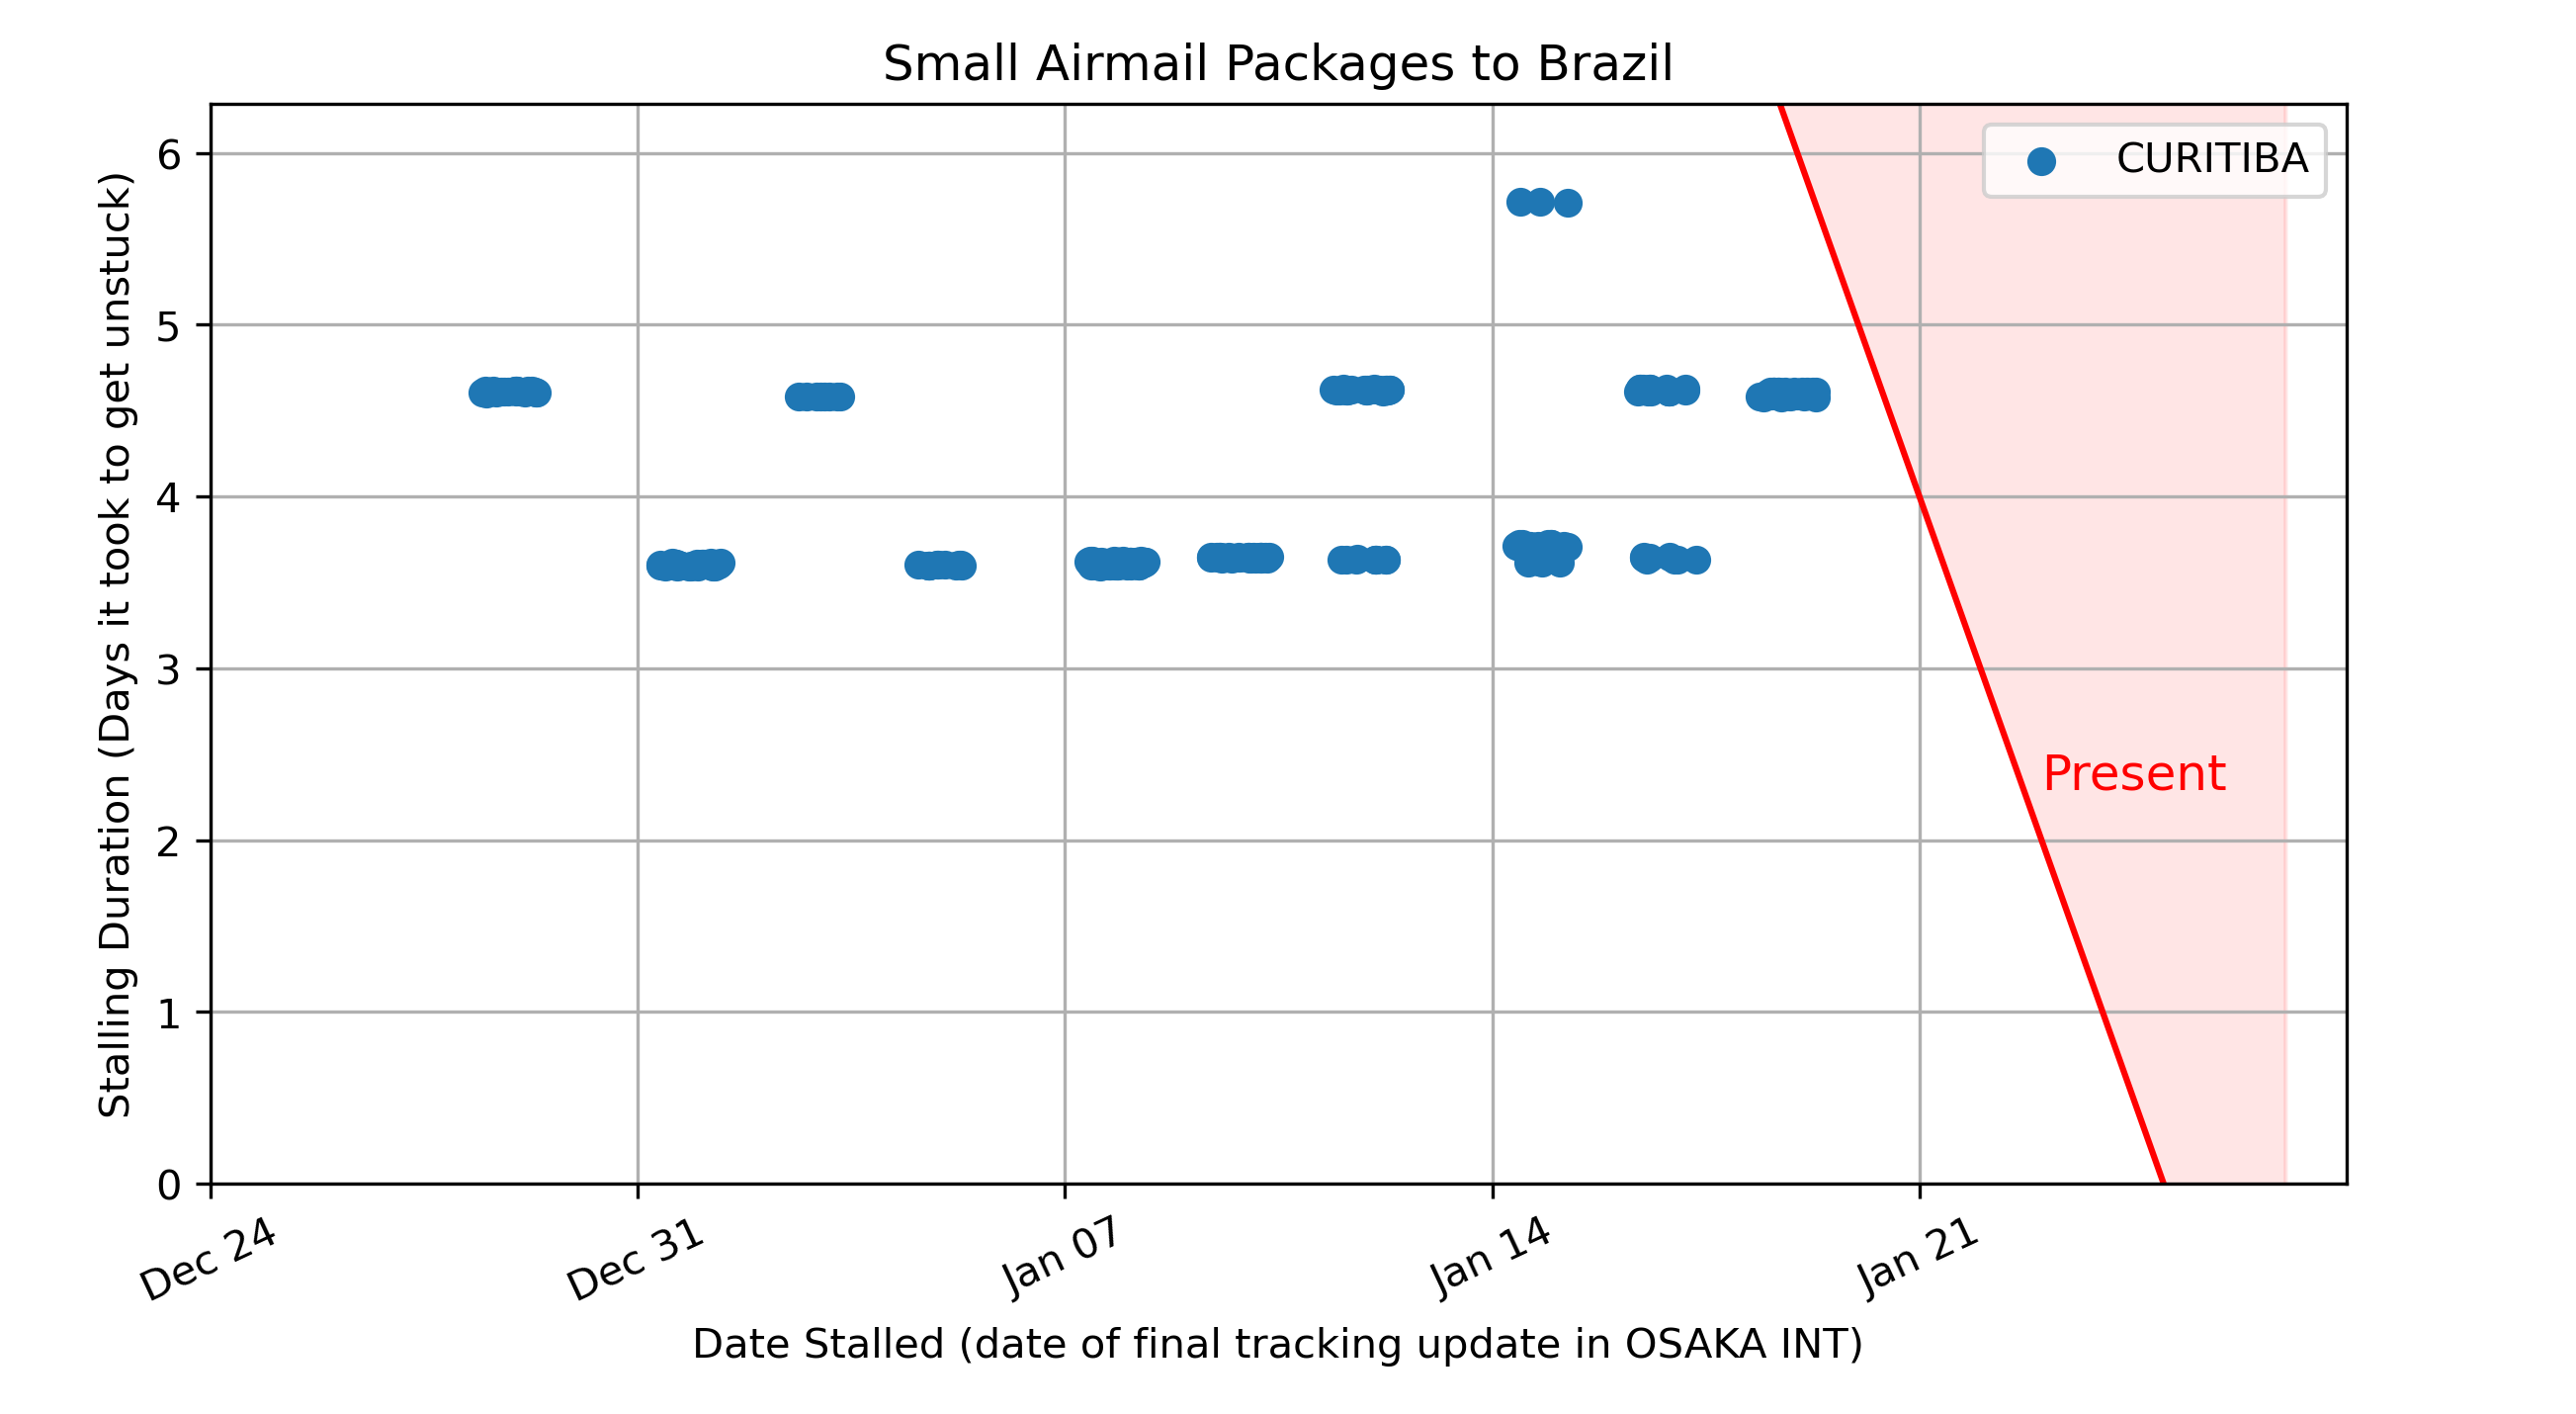 Small Airmail Packages to Brazil
CURITIBA
Stalling Duration (Days it took to get unstuck)
6
5
4
3
2
1
0
Present
Dec 24
Dec 31
Jan 07
Jan 14
Jan 21
Date Stalled (date of final tracking update in OSAKA INT)